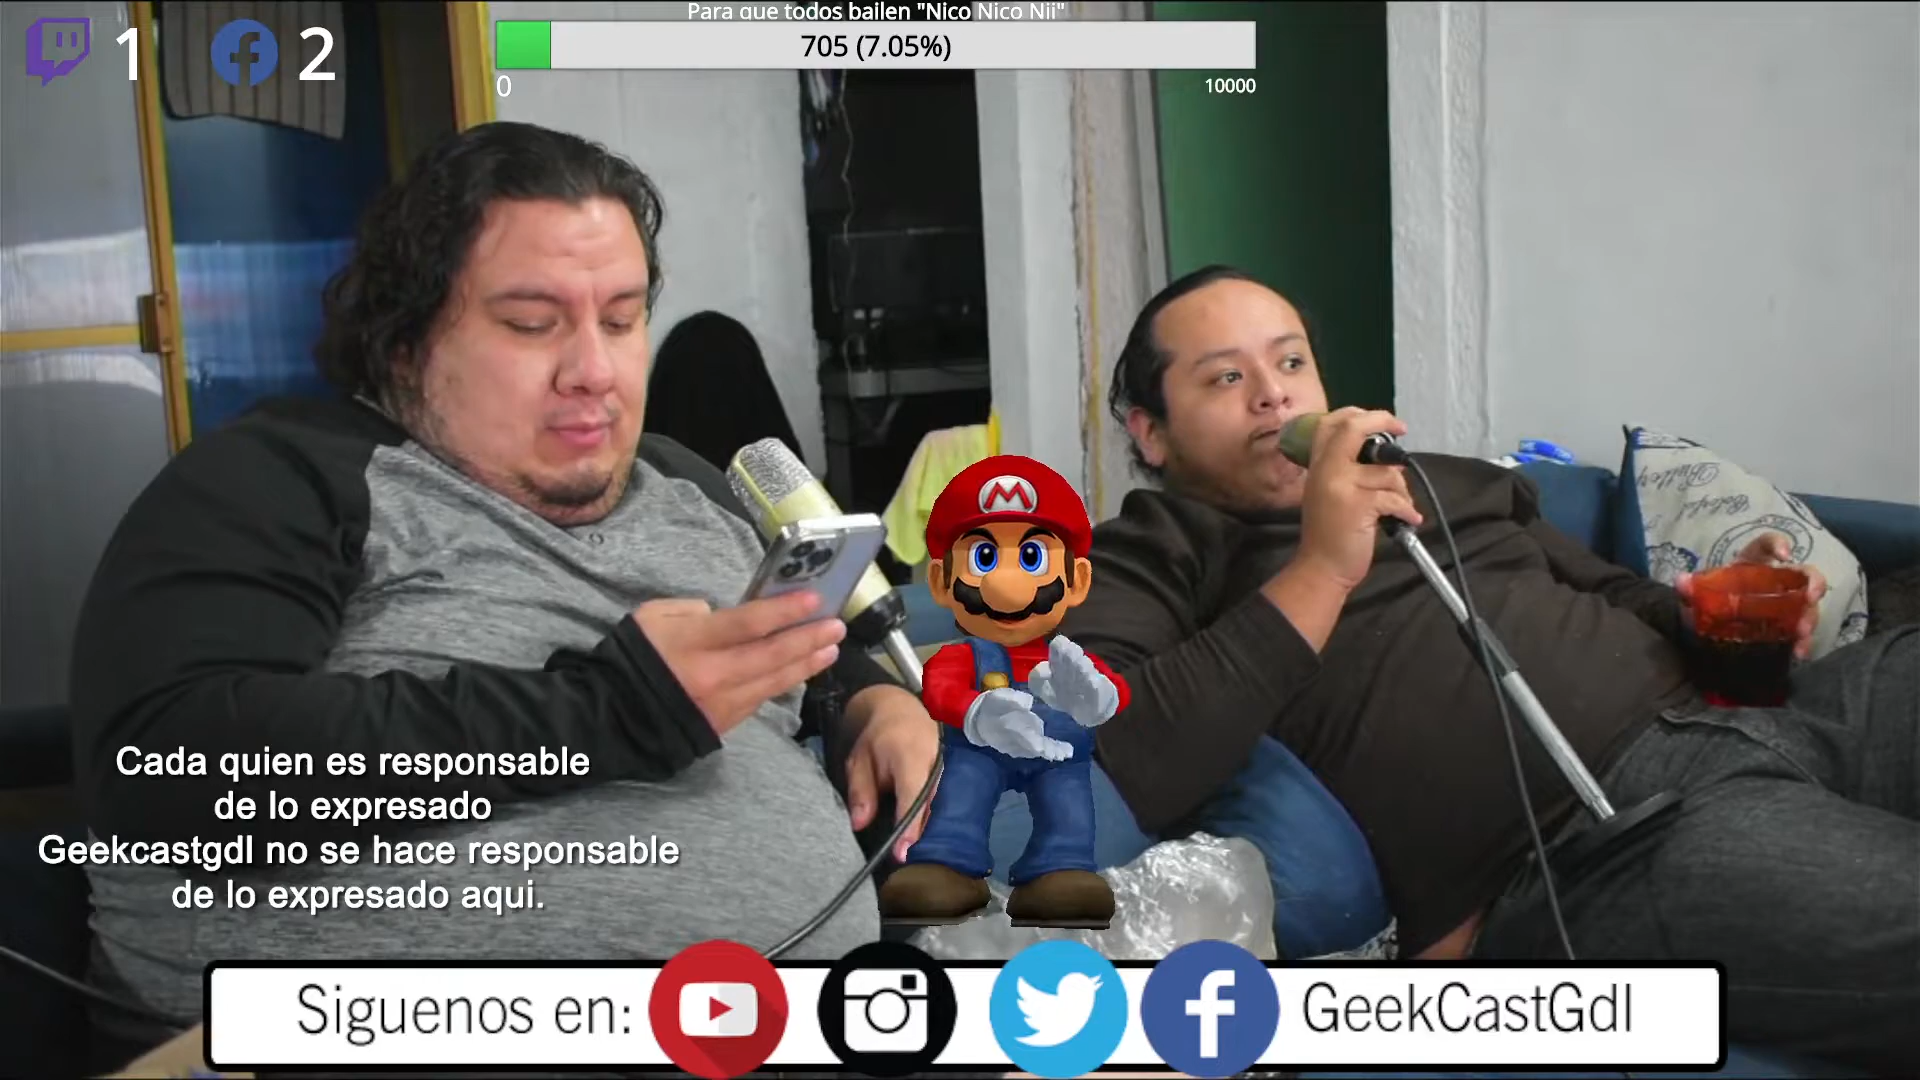 Para que todos bailen "Nico Nico Nii"
1
2
705 (7.05%)
0
10000
M
Cada quien es responsable
de lo expresado
Geekcastgdl no se hace responsable
de lo expresado aqui.
Siguenos en:
GeekCastGdl